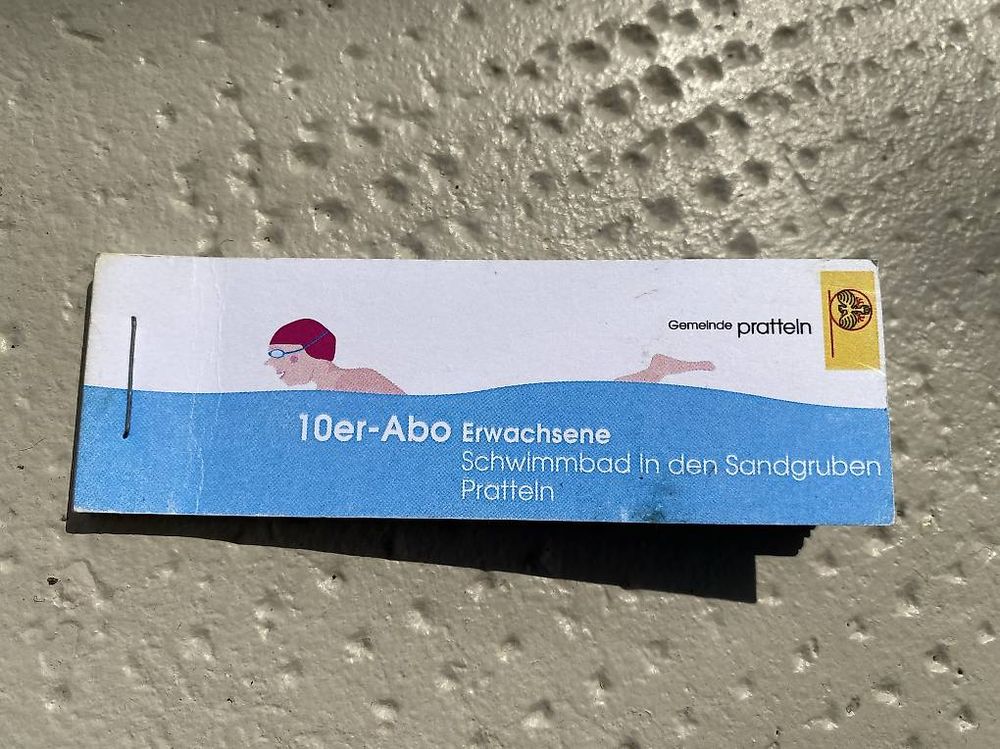 Gemeinde pratteln
10er-Abo Erwachsene
Schwimmbad in den Sandgruben
Pratteln